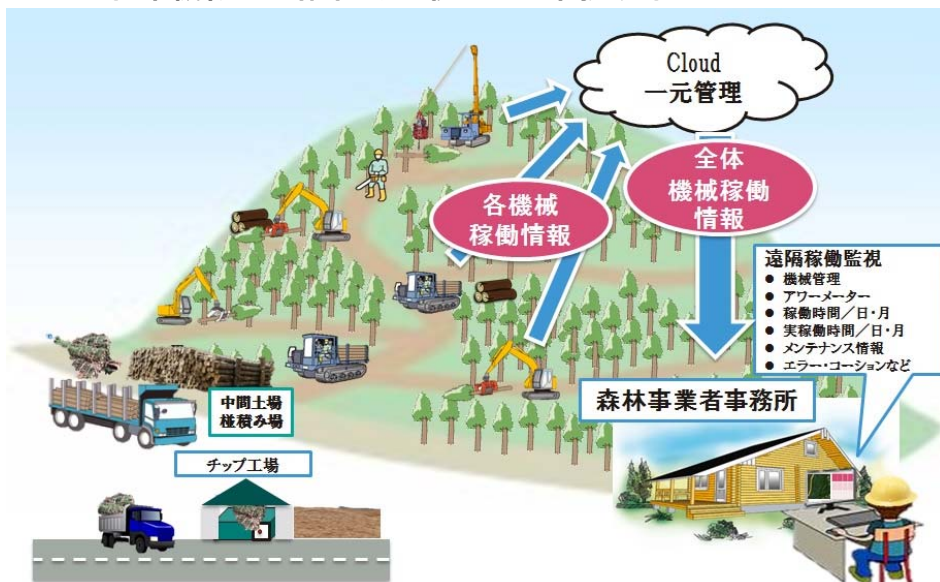 Cloud
一元管理
全体
機械稼働
情報
各機械
稼働情報
遠隔稼働監視
● 機械管理
● アワーメーター
● 稼働時間／日・月
● 実稼働時間／日・月
● メンテナンス情報
● エラー・コーションなど
森林事業者事務所
中間土場
椪積み場
チップ工場